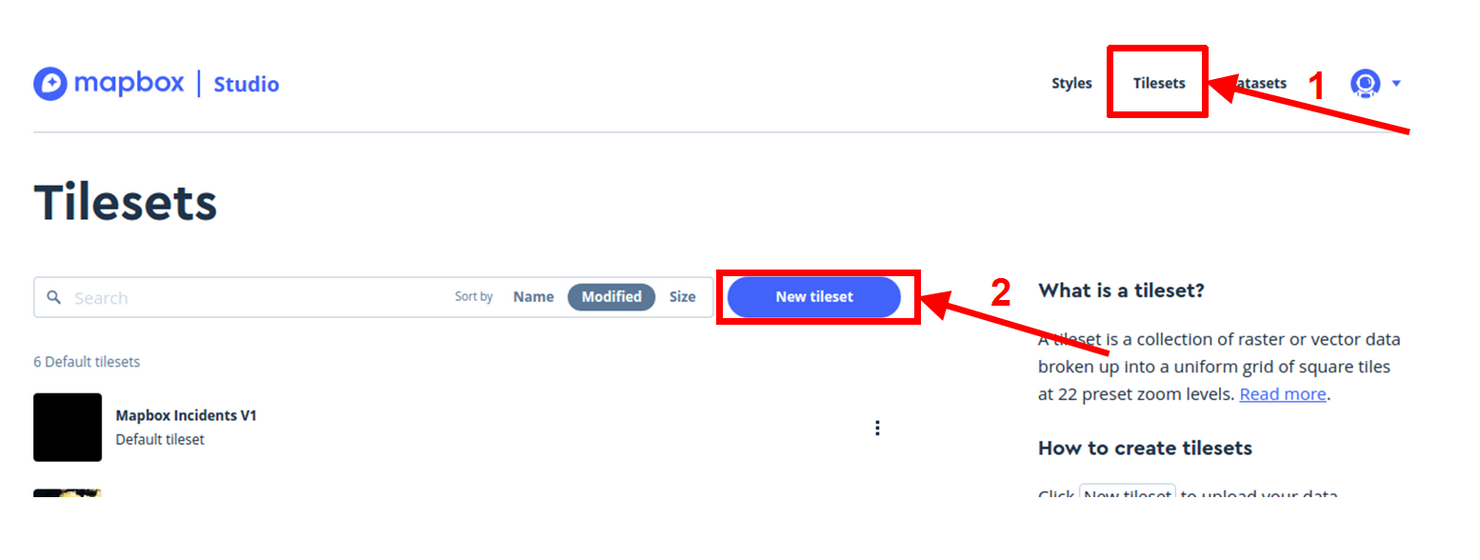 mapbox | Studio
Styles Tilesets atasets 1
Tilesets
Search Sort by Name Modified Size New tileset 2
6 Default tilesets
Mapbox Incidents V1
Default tileset
What is a tileset?
A tileset is a collection of raster or vector data
broken up into a uniform grid of square tiles
at 22 preset zoom levels. Read more.
How to create tilesets
Click New tileset to upload your data